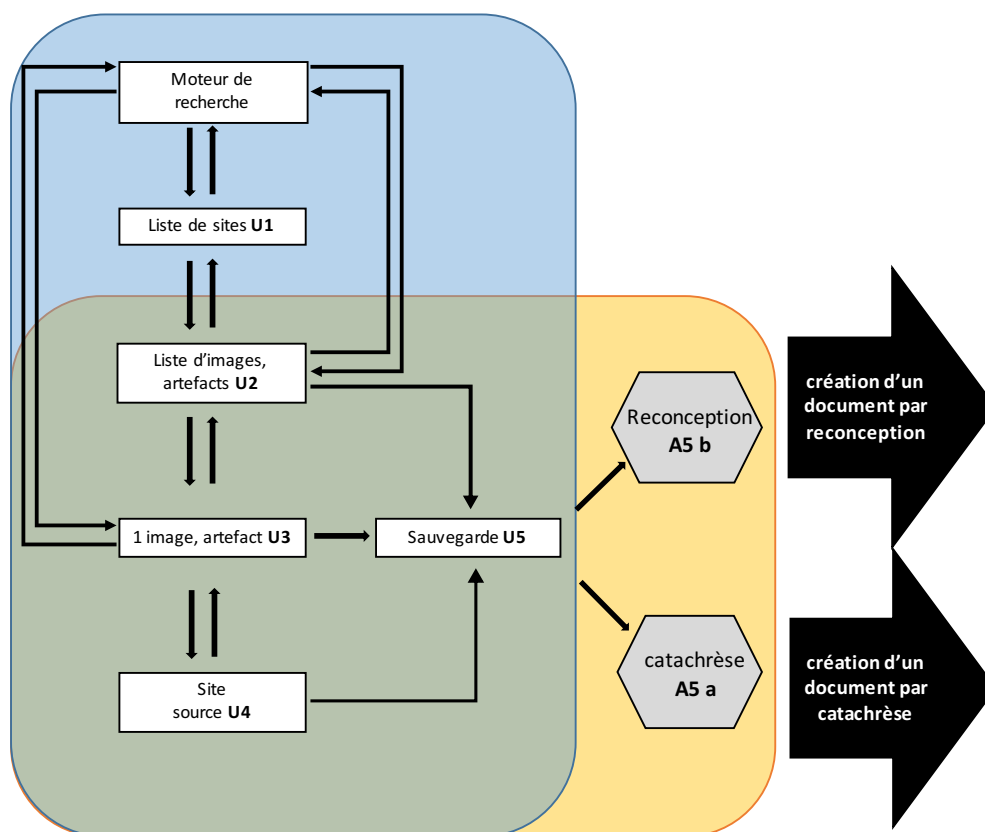 Moteur de
recherche
Liste de sites U1
Liste d’images,
artefacts U2
1 image, artefact U3
Sauvegarde U5
Site
source U4
Reconception
A5 b
catachrèse
A5 a
création d’un
document par
reconception
création d’un
document par
catachrèse